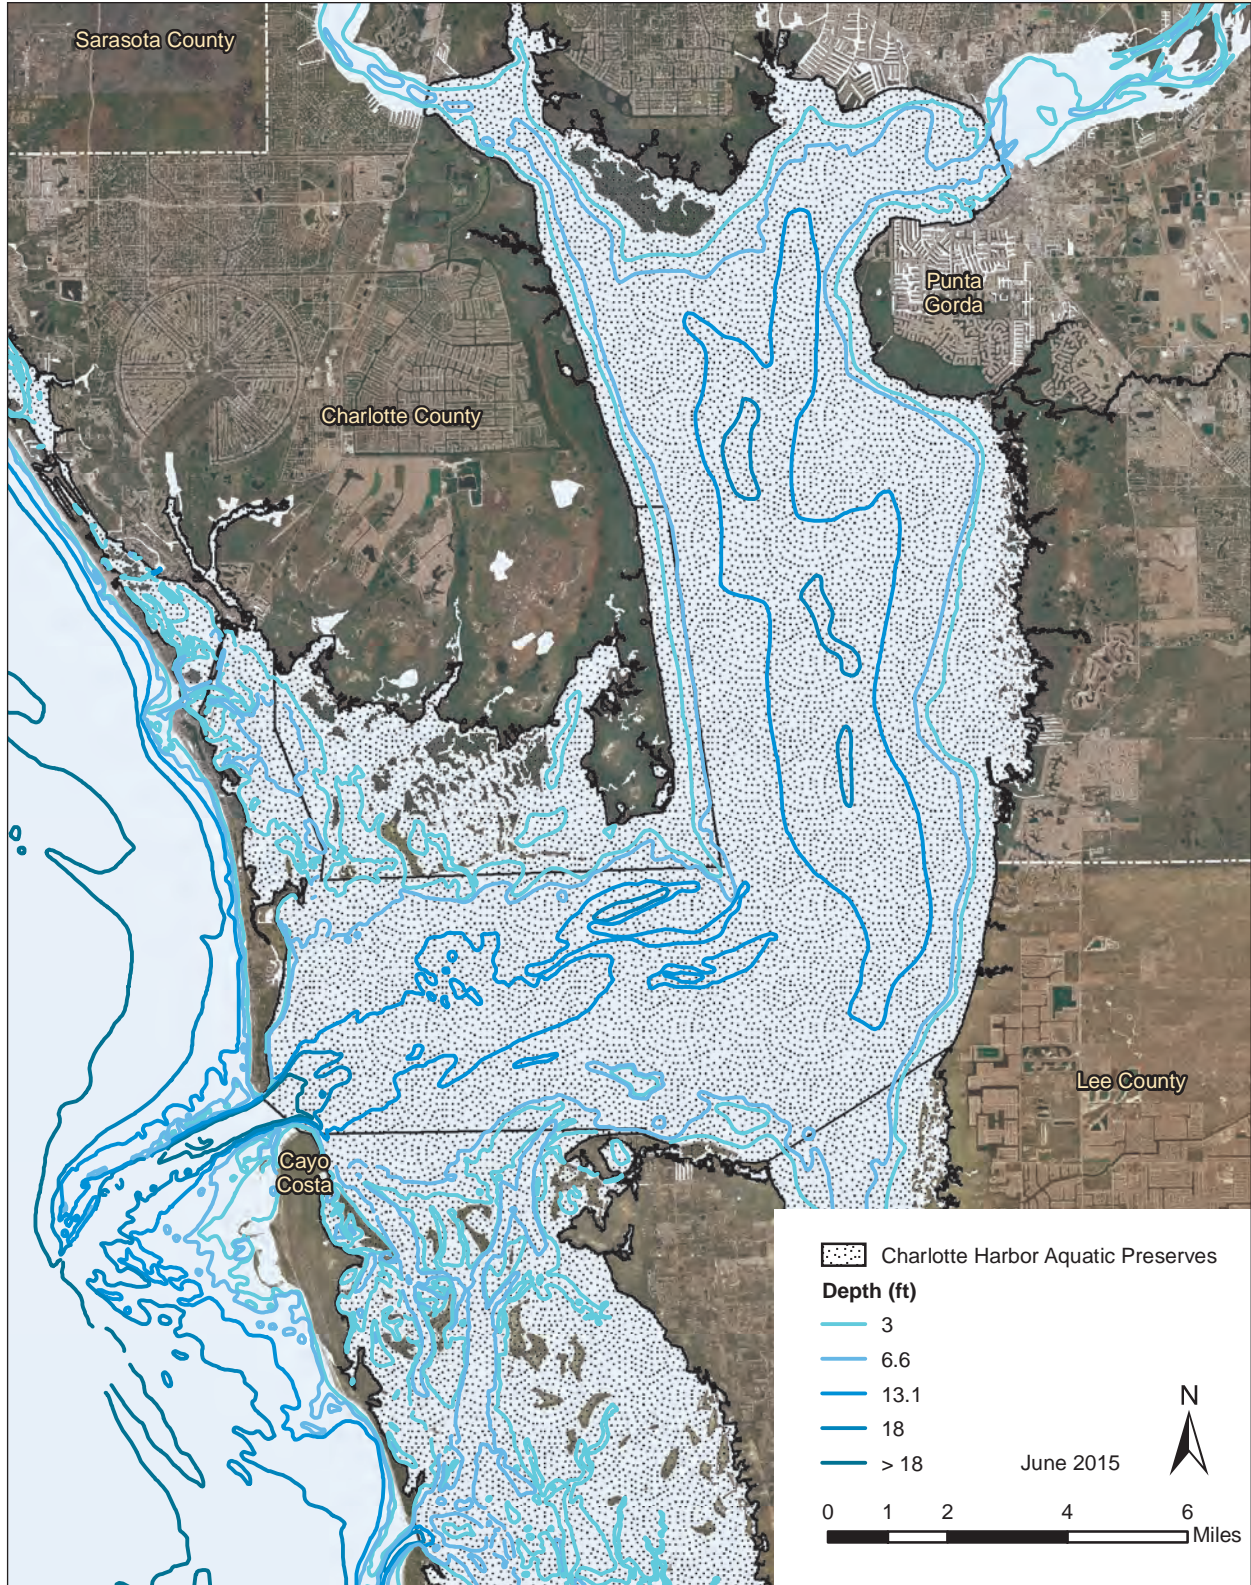 Sarasota County
Punta
Gorda
Charlotte County
Lee County
Cayo
Costa
Charlotte Harbor Aquatic Preserves
Depth (ft)
3
6.6
13.1
18
> 18
June 2015
N
0 1 2 4 6
Miles